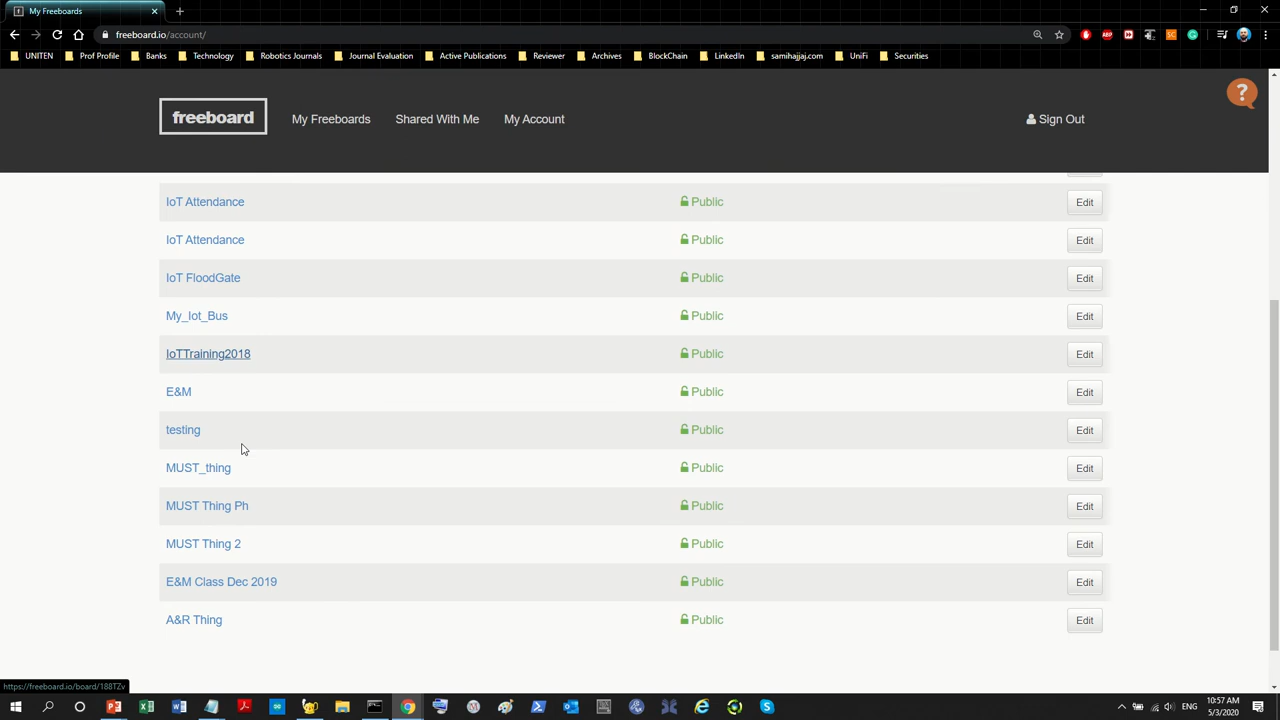 My Freeboards
freeboard.io/account/
UNITEN Prof Profile Banks Technology Robotics Journals Journal Evaluation Active Publications Reviewer Archives BlockChain LinkedIn samihajjaj.com UniFi Securities
freeboard My Freeboards Shared With Me My Account Sign Out
?
IoT Attendance Public Edit
IoT Attendance Public Edit
IoT FloodGate Public Edit
My_Iot_Bus Public Edit
IoTTraining2018 Public Edit
E&M Public Edit
testing Public Edit
MUST_thing Public Edit
MUST Thing Ph Public Edit
MUST Thing 2 Public Edit
E&M Class Dec 2019 Public Edit
A&R Thing Public Edit
https://freeboard.io/board/188TZv
ENG
10:57 AM
5/3/2020